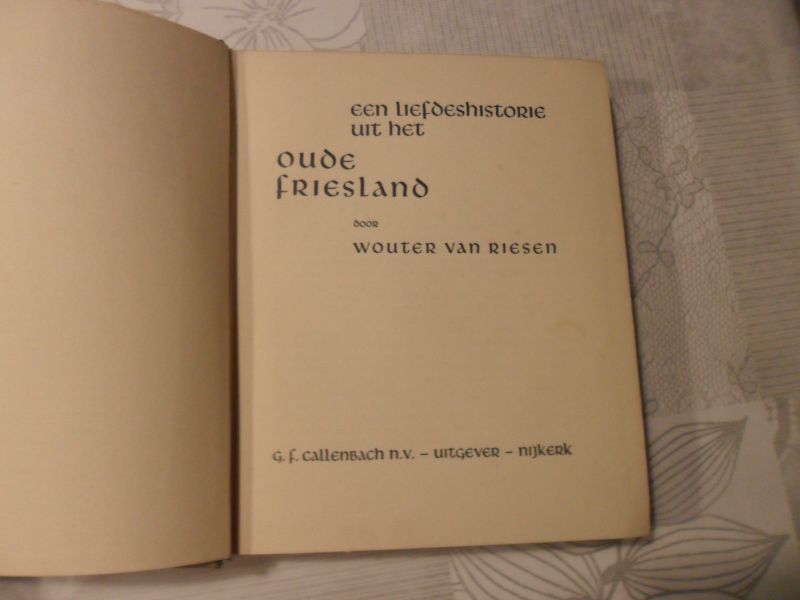 een liefdeshistorie
uit het
oude
friesland
door
wouter van riesen
G. F. Callenbach n.v. – uitgever – nijkerk